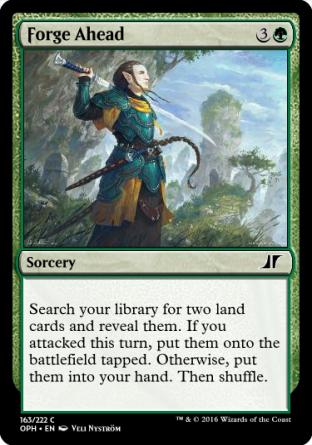 Forge Ahead 3
Sorcery
Search your library for two land
cards and reveal them. If you
attacked this turn, put them onto the
battlefield tapped. Otherwise, put
them into your hand. Then shuffle.
163/222 C
OPH • EN Veli Nyström
™ & © 2016 Wizards of the Coast